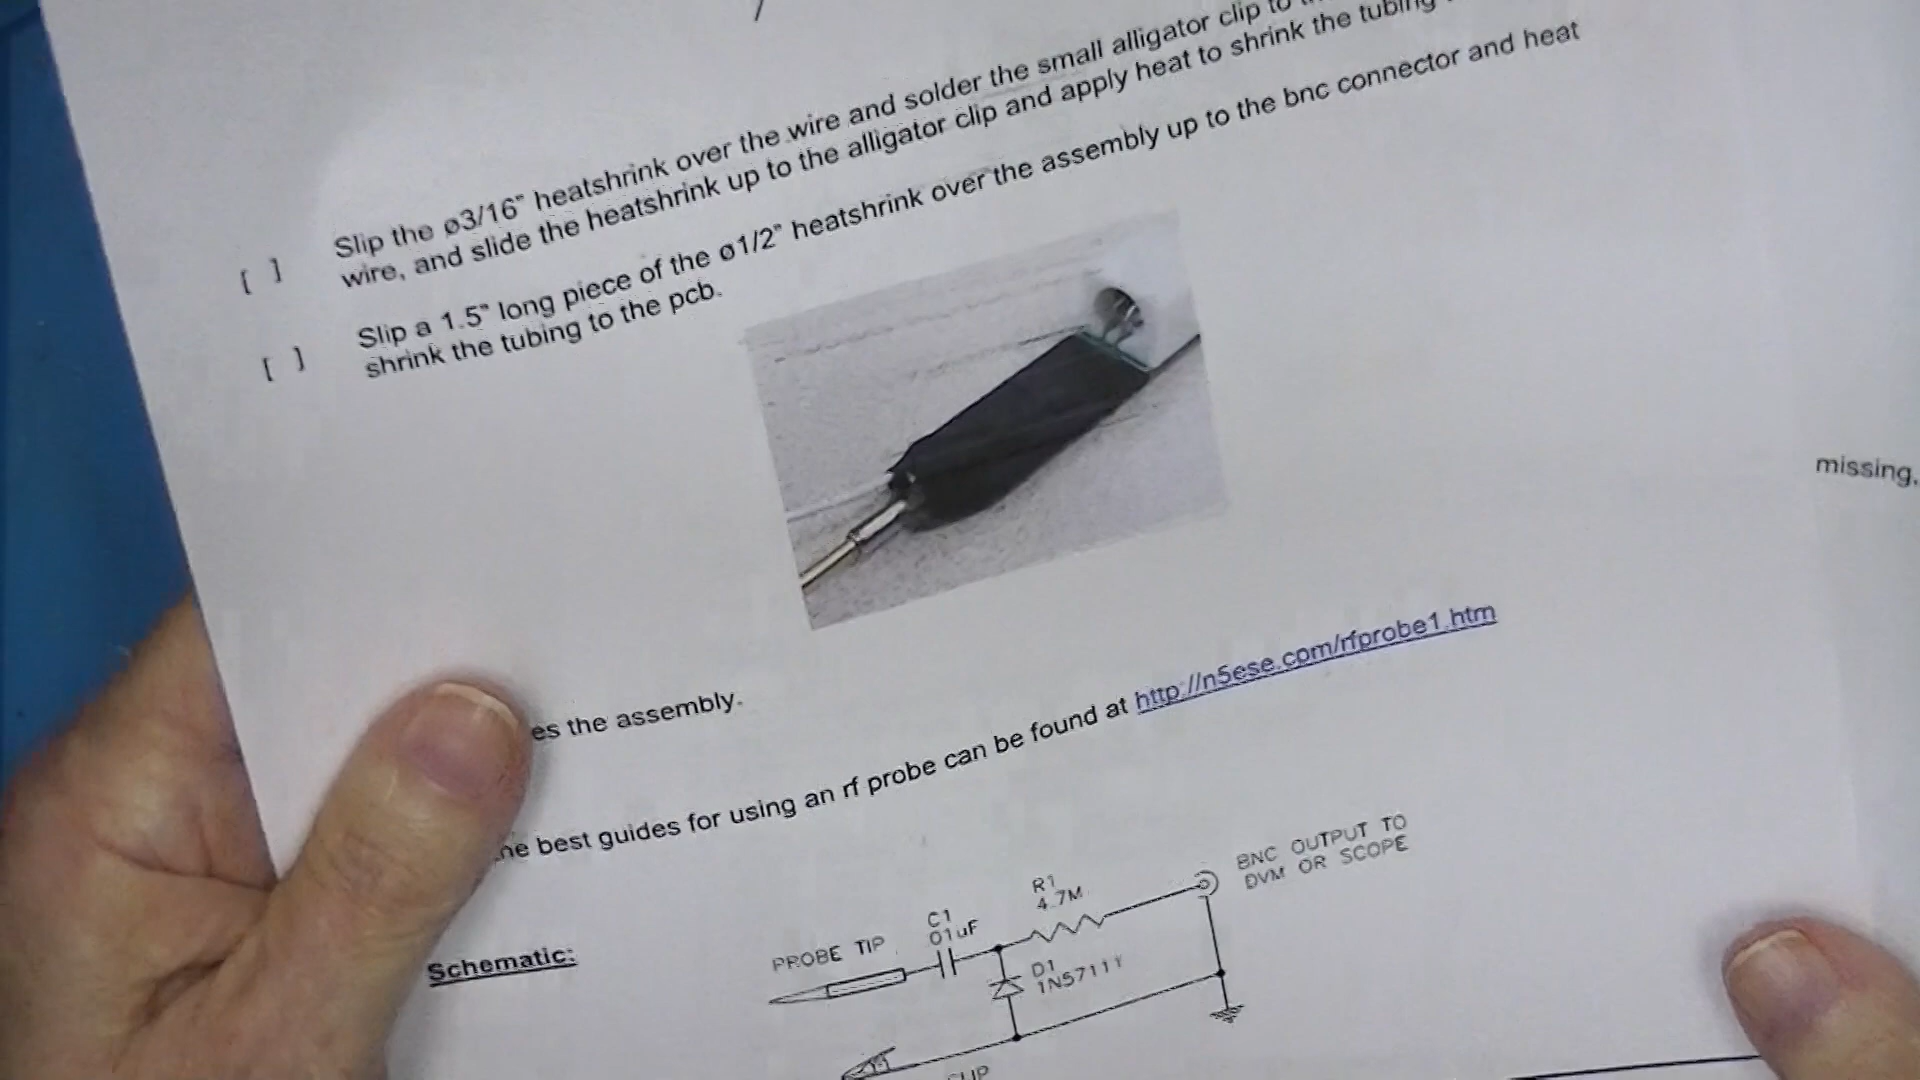 [ ] Slip the ø3/16” heatshrink over the wire and solder the small alligator clip to
wire, and slide the heatshrink up to the alligator clip and apply heat to shrink the tubing
[ ] Slip a 1.5” long piece of the ø1/2” heatshrink over the assembly up to the bnc connector and heat
shrink the tubing to the pcb.
missing,
es the assembly.
he best guides for using an rf probe can be found at http://n5ese.com/rfprobe1.htm
Schematic:
PROBE TIP
C1
.01uF
R1
4.7M
BNC OUTPUT TO
DVM OR SCOPE
D1
1N5711